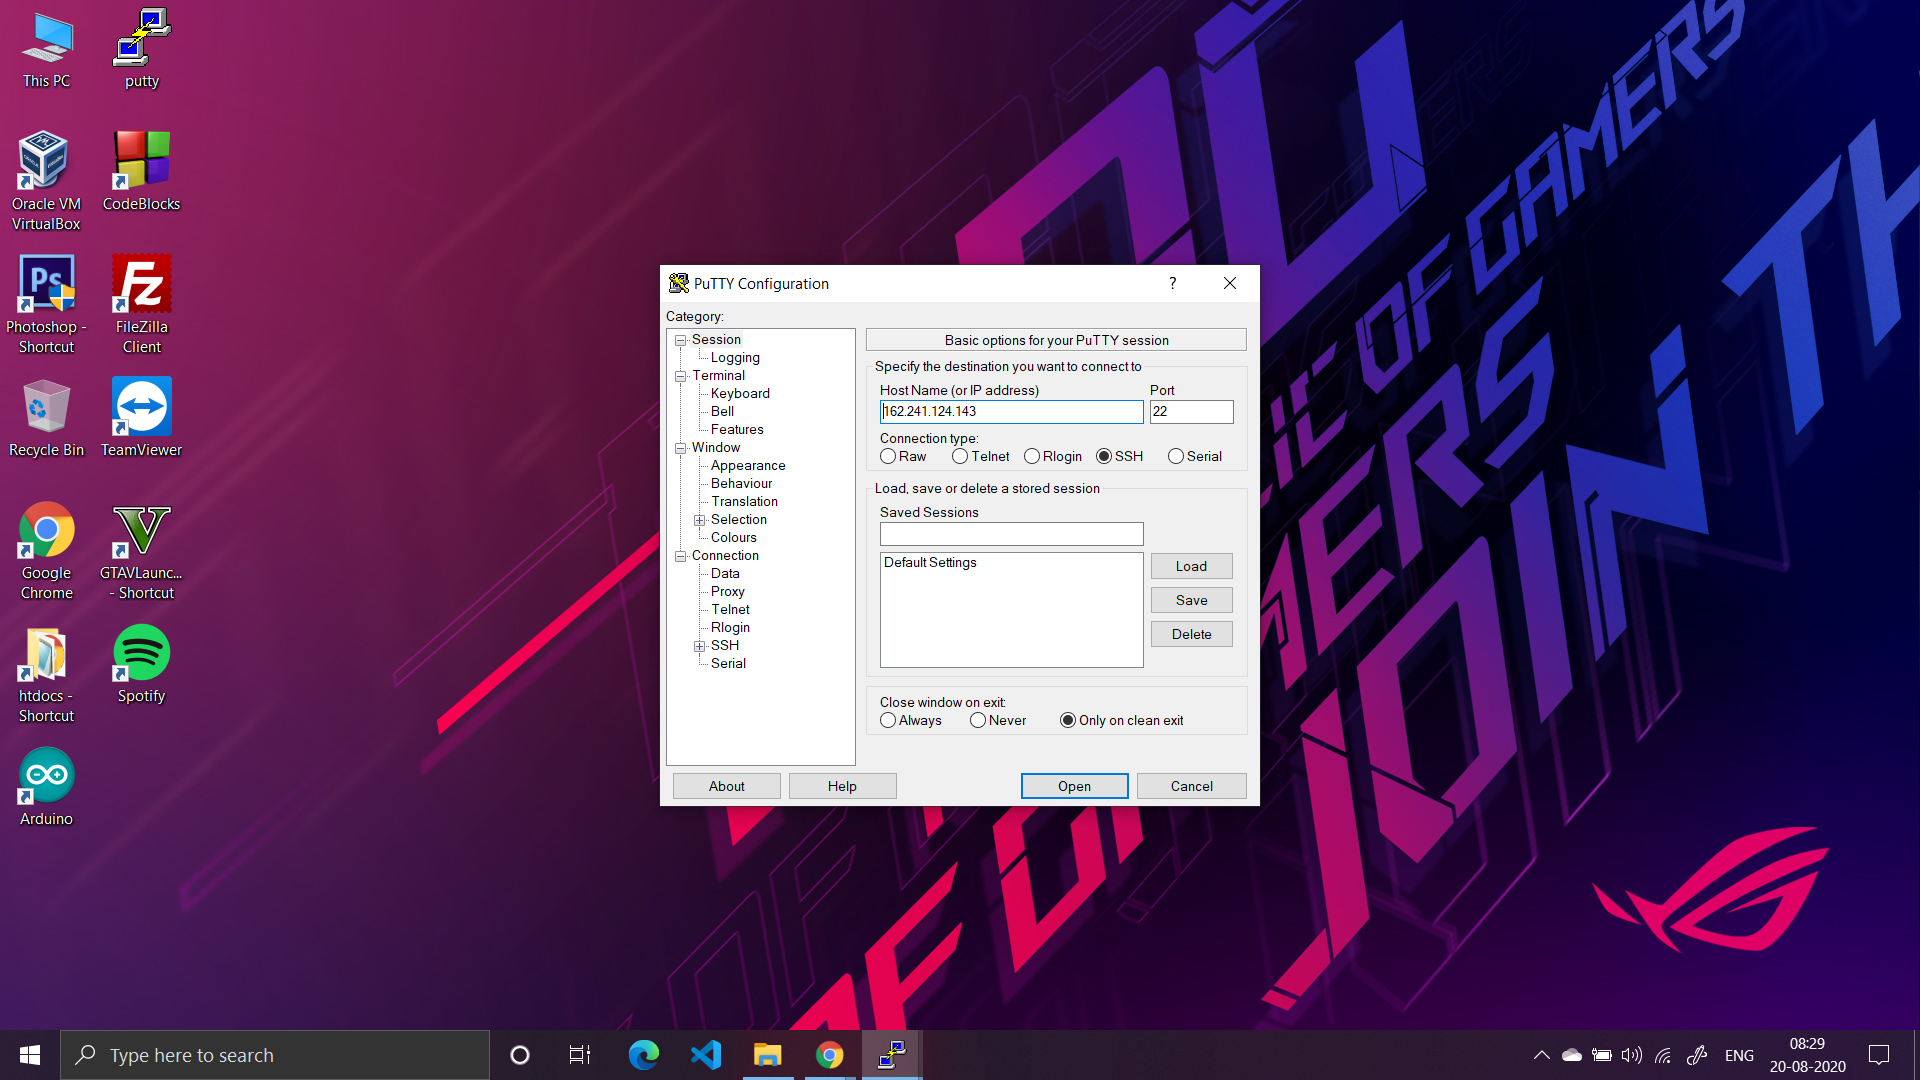 This PC
putty
Oracle VM
VirtualBox
CodeBlocks
Photoshop -
Shortcut
FileZilla
Client
Recycle Bin
TeamViewer
Google
Chrome
GTAVLaunc...
- Shortcut
htdocs -
Shortcut
Spotify
Arduino
PuTTY Configuration
?
Category:
Session
Logging
Terminal
Keyboard
Bell
Features
Window
Appearance
Behaviour
Translation
Selection
Colours
Connection
Data
Proxy
Telnet
Rlogin
SSH
Serial
Basic options for your PuTTY session
Specify the destination you want to connect to
Host Name (or IP address) Port
162.241.124.143 22
Connection type:
Raw Telnet Rlogin SSH Serial
Load, save or delete a stored session
Saved Sessions
Default Settings
Load
Save
Delete
Close window on exit:
Always Never Only on clean exit
About Help Open Cancel
OF GAMERS
JOIN TH
Type here to search
ENG
08:29
20-08-2020